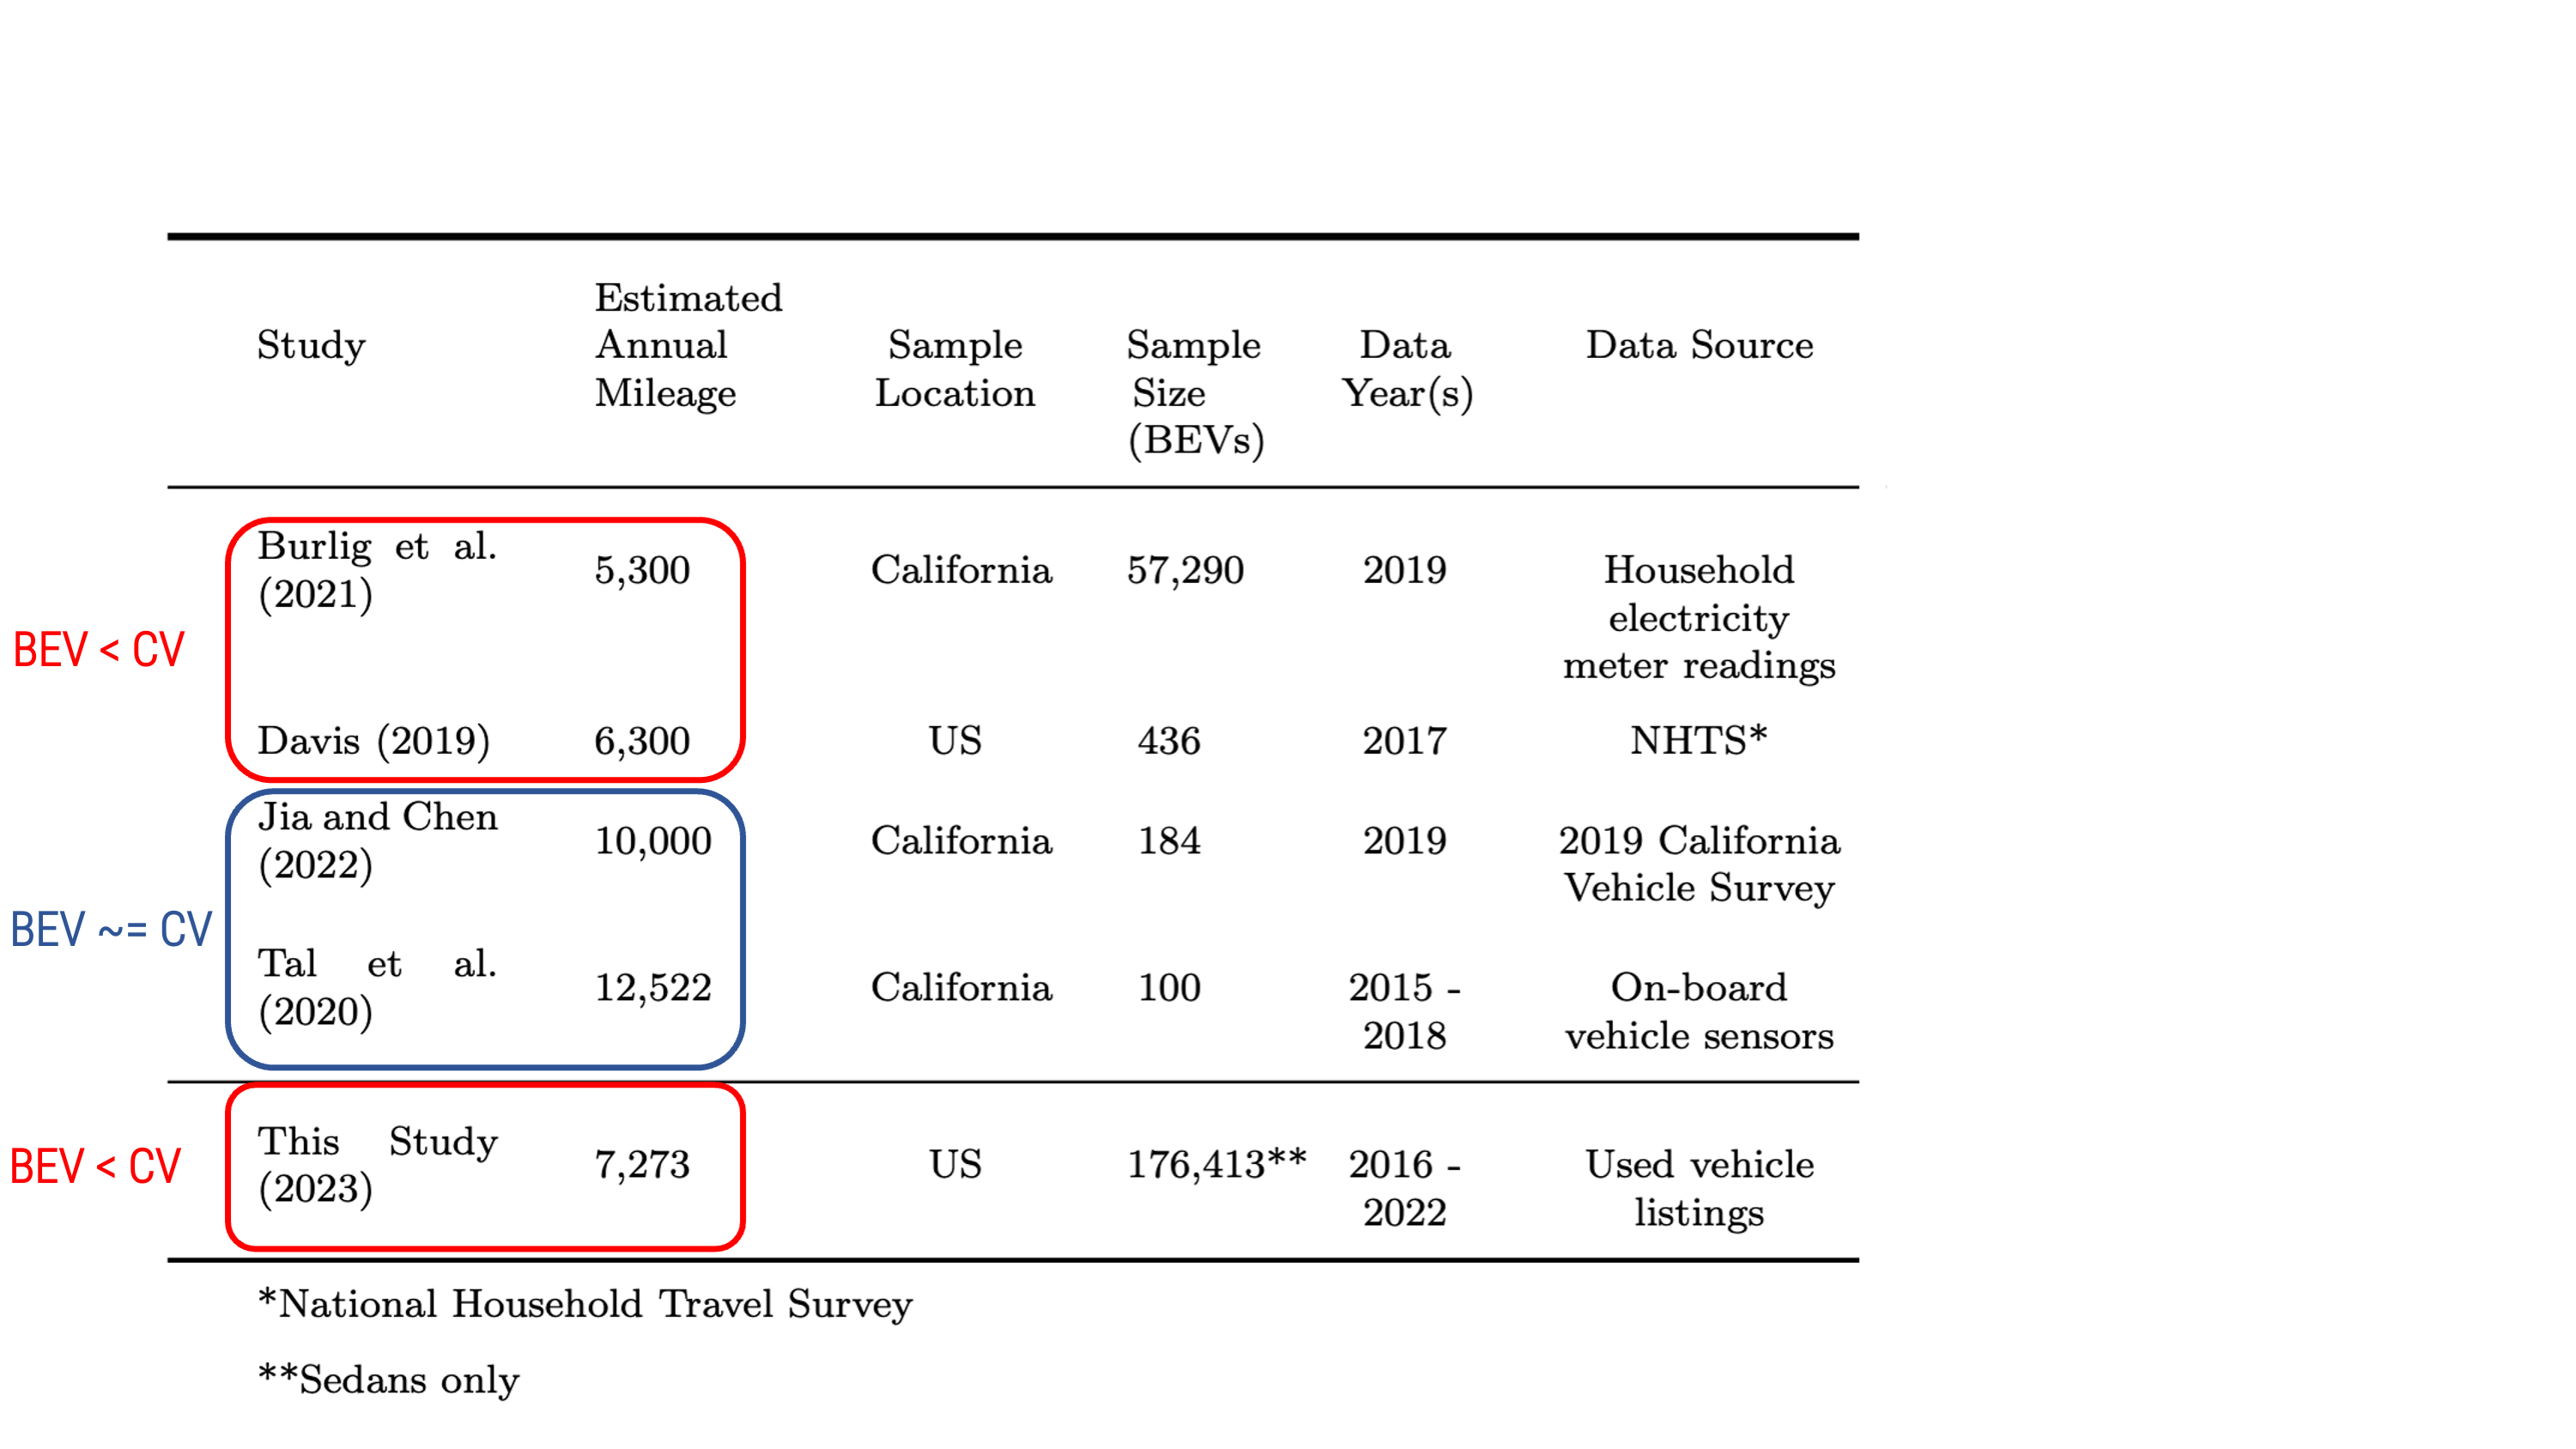 Study
Estimated
Annual
Mileage
Sample
Location
Sample
Size
(BEVs)
Data
Year(s)
Data Source
BEV < CV
Burlig et al.
(2021)
5,300
California
57,290
2019
Household
electricity
meter readings
Davis (2019)
6,300
US
436
2017
NHTS*
BEV ~= CV
Jia and Chen
(2022)
10,000
California
184
2019
2019 California
Vehicle Survey
Tal et al.
(2020)
12,522
California
100
2015 -
2018
On-board
vehicle sensors
BEV < CV
This Study
(2023)
7,273
US
176,413**
2016 -
2022
Used vehicle
listings
*National Household Travel Survey
**Sedans only